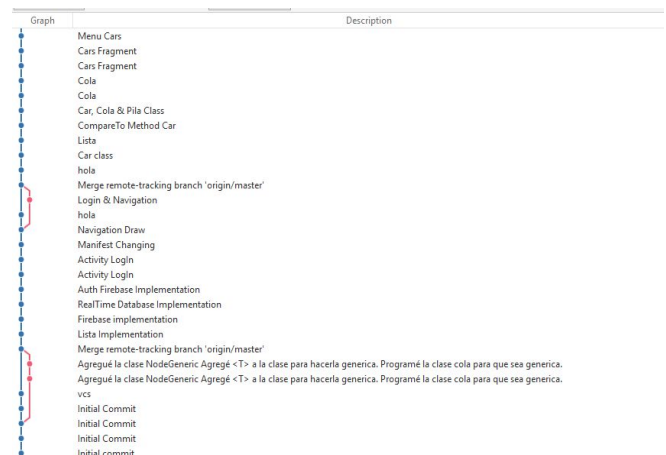 Graph Description
Menu Cars
Cars Fragment
Cars Fragment
Cola
Cola
Car, Cola & Pila Class
CompareTo Method Car
Lista
Car class
hola
Merge remote-tracking branch 'origin/master'
Login & Navigation
hola
Navigation Draw
Manifest Changing
Activity LogIn
Activity LogIn
Auth Firebase Implementation
RealTime Database Implementation
Firebase implementation
Lista Implementation
Merge remote-tracking branch 'origin/master'
Agregué la clase NodeGeneric Agregé <T> a la clase para hacerla generica. Programé la clase cola para que sea generica.
Agregué la clase NodeGeneric Agregé <T> a la clase para hacerla generica. Programé la clase cola para que sea generica.
vcs
Initial Commit
Initial Commit
Initial Commit
Initial commit